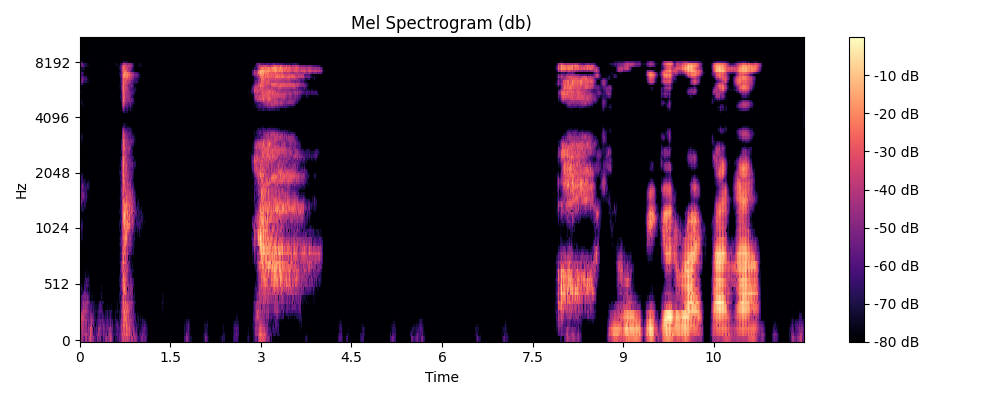 Mel Spectrogram (db)
8192
4096
2048
1024
512
0
Hz
0 1.5 3 4.5 6 7.5 9 10
Time
-10 dB
-20 dB
-30 dB
-40 dB
-50 dB
-60 dB
-70 dB
-80 dB